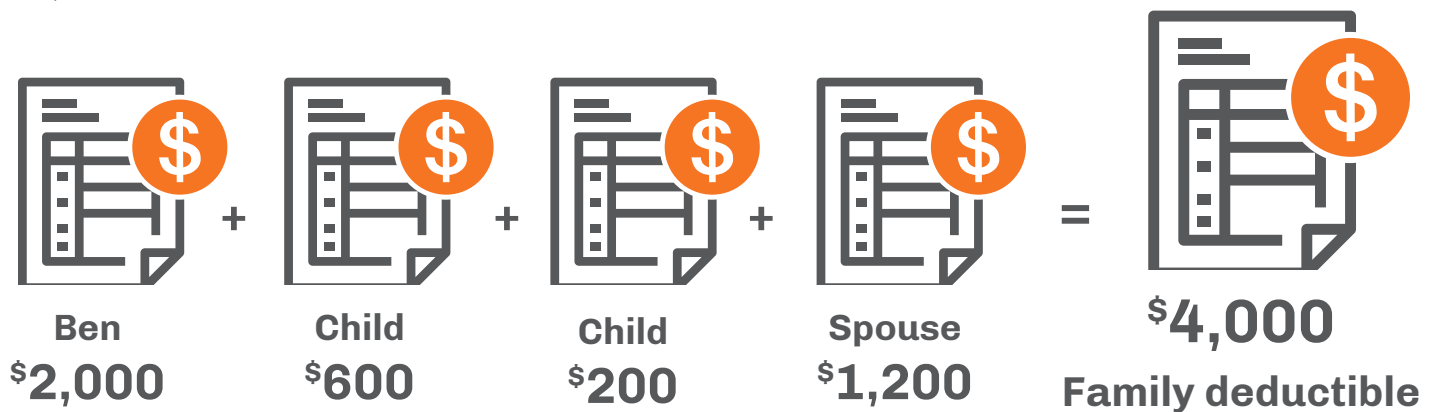 $ + $ + $ + $ = $
Ben
$2,000
Child
$600
Child
$200
Spouse
$1,200
$4,000
Family deductible